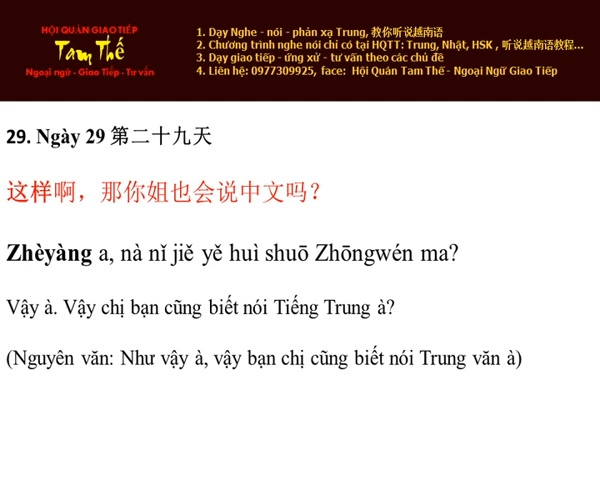 HỘI QUÁN GIAO TIẾP
Tam Thế
Ngoại ngữ - Giao Tiếp - Tư vấn
1. Dạy Nghe - nói - phản xạ Trung, 教你听说越南语
2. Chương trình nghe nói chỉ có tại HQTT: Trung, Nhật, HSK , 听说越南语教程...
3. Dạy giao tiếp - ứng xử - tư vấn theo các chủ đề
4. Liên hệ: 0977309925, face: Hội Quán Tam Thế - Ngoại Ngữ Giao Tiếp
29. Ngày 29 第二十九天
这样啊，那你姐也会说中文吗？
Zhèyàng a, nà nǐ jiě yě huì shuō Zhōngwén ma?
Vậy à. Vậy chị bạn cũng biết nói Tiếng Trung à?
(Nguyên văn: Như vậy à, vậy bạn chị cũng biết nói Trung văn à)